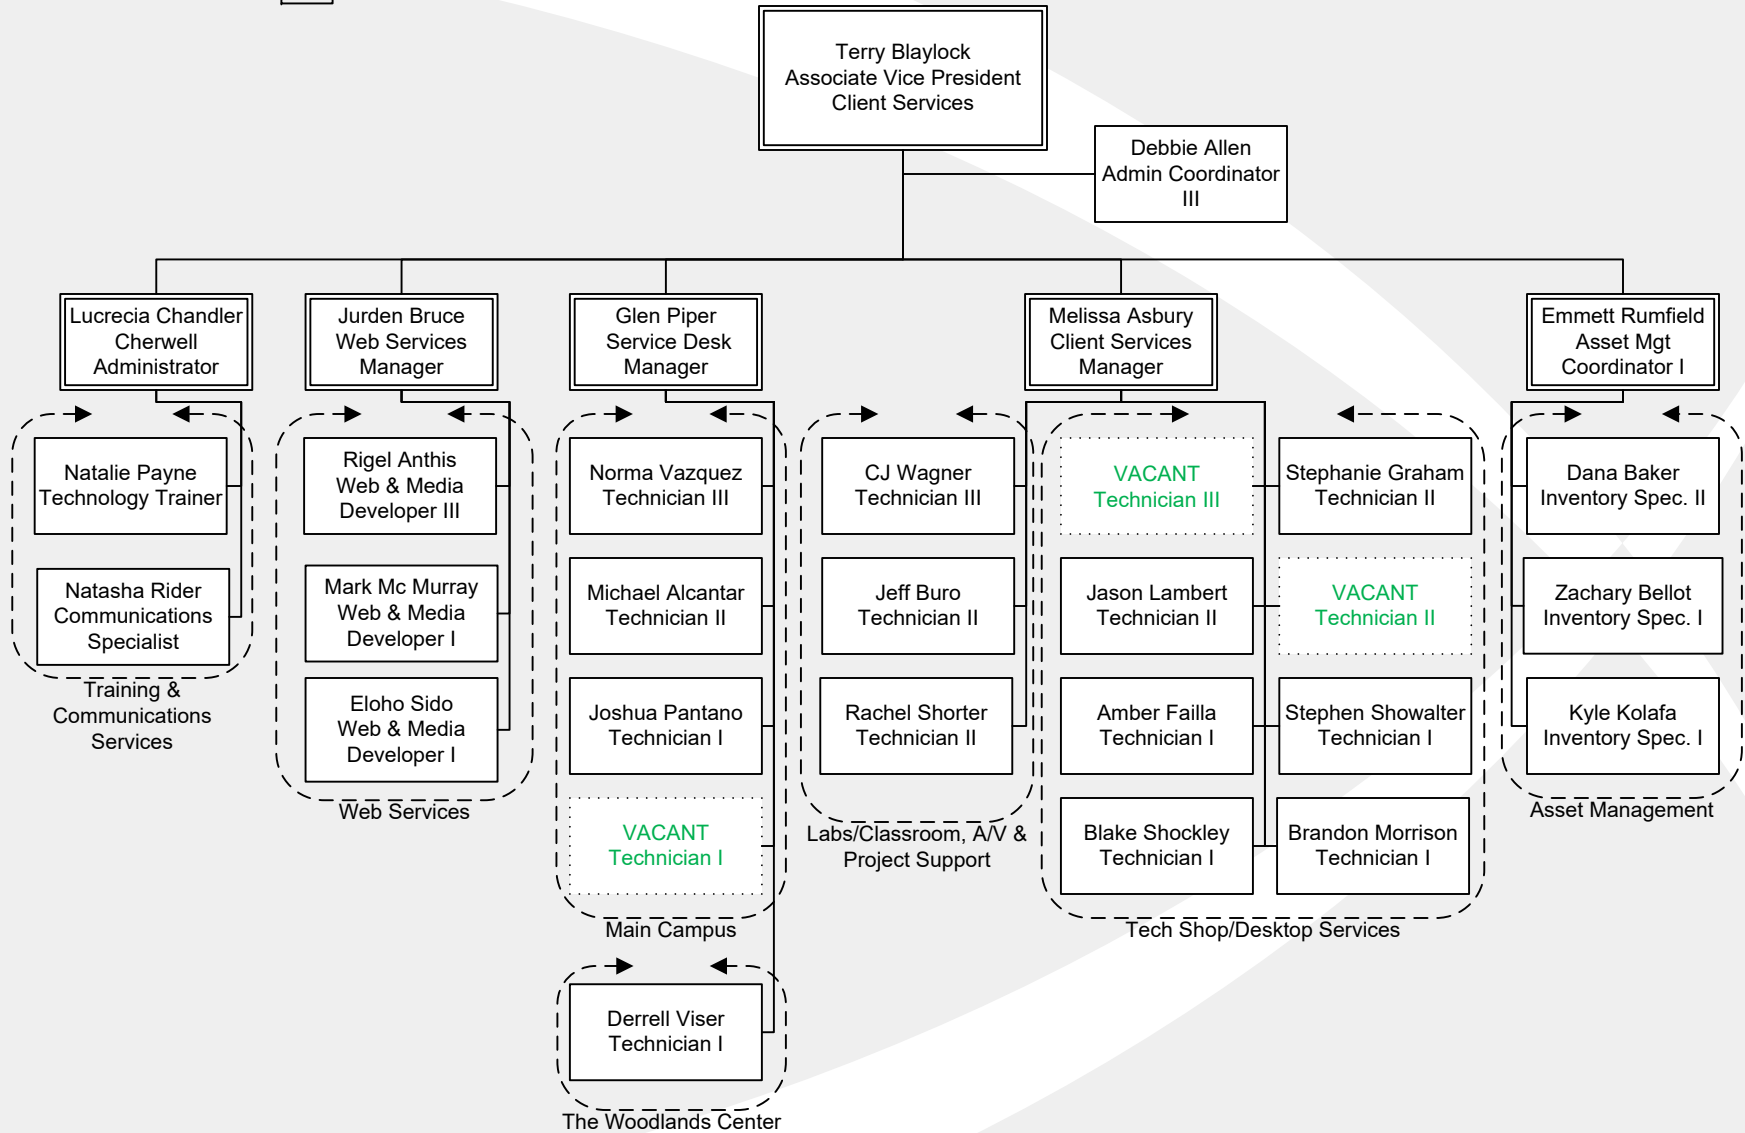 Terry Blaylock
Associate Vice President
Client Services
Debbie Allen
Admin Coordinator
III
Lucrecia Chandler
Cherwell
Administrator
Jurden Bruce
Web Services
Manager
Glen Piper
Service Desk
Manager
Melissa Asbury
Client Services
Manager
Emmett Rumfield
Asset Mgt
Coordinator I
Natalie Payne
Technology Trainer
Natasha Rider
Communications
Specialist
Training &
Communications
Services
Rigel Anthis
Web & Media
Developer III
Mark Mc Murray
Web & Media
Developer I
Eloho Sido
Web & Media
Developer I
Web Services
Norma Vazquez
Technician III
Michael Alcantar
Technician II
Joshua Pantano
Technician I
VACANT
Technician I
Main Campus
Derrell Viser
Technician I
The Woodlands Center
CJ Wagner
Technician III
Jeff Buro
Technician II
Rachel Shorter
Technician II
Labs/Classroom, A/V &
Project Support
VACANT
Technician III
Stephanie Graham
Technician II
Jason Lambert
Technician II
VACANT
Technician II
Amber Failla
Technician I
Stephen Showalter
Technician I
Blake Shockley
Technician I
Brandon Morrison
Technician I
Tech Shop/Desktop Services
Dana Baker
Inventory Spec. II
Zachary Bellot
Inventory Spec. I
Kyle Kolafa
Inventory Spec. I
Asset Management